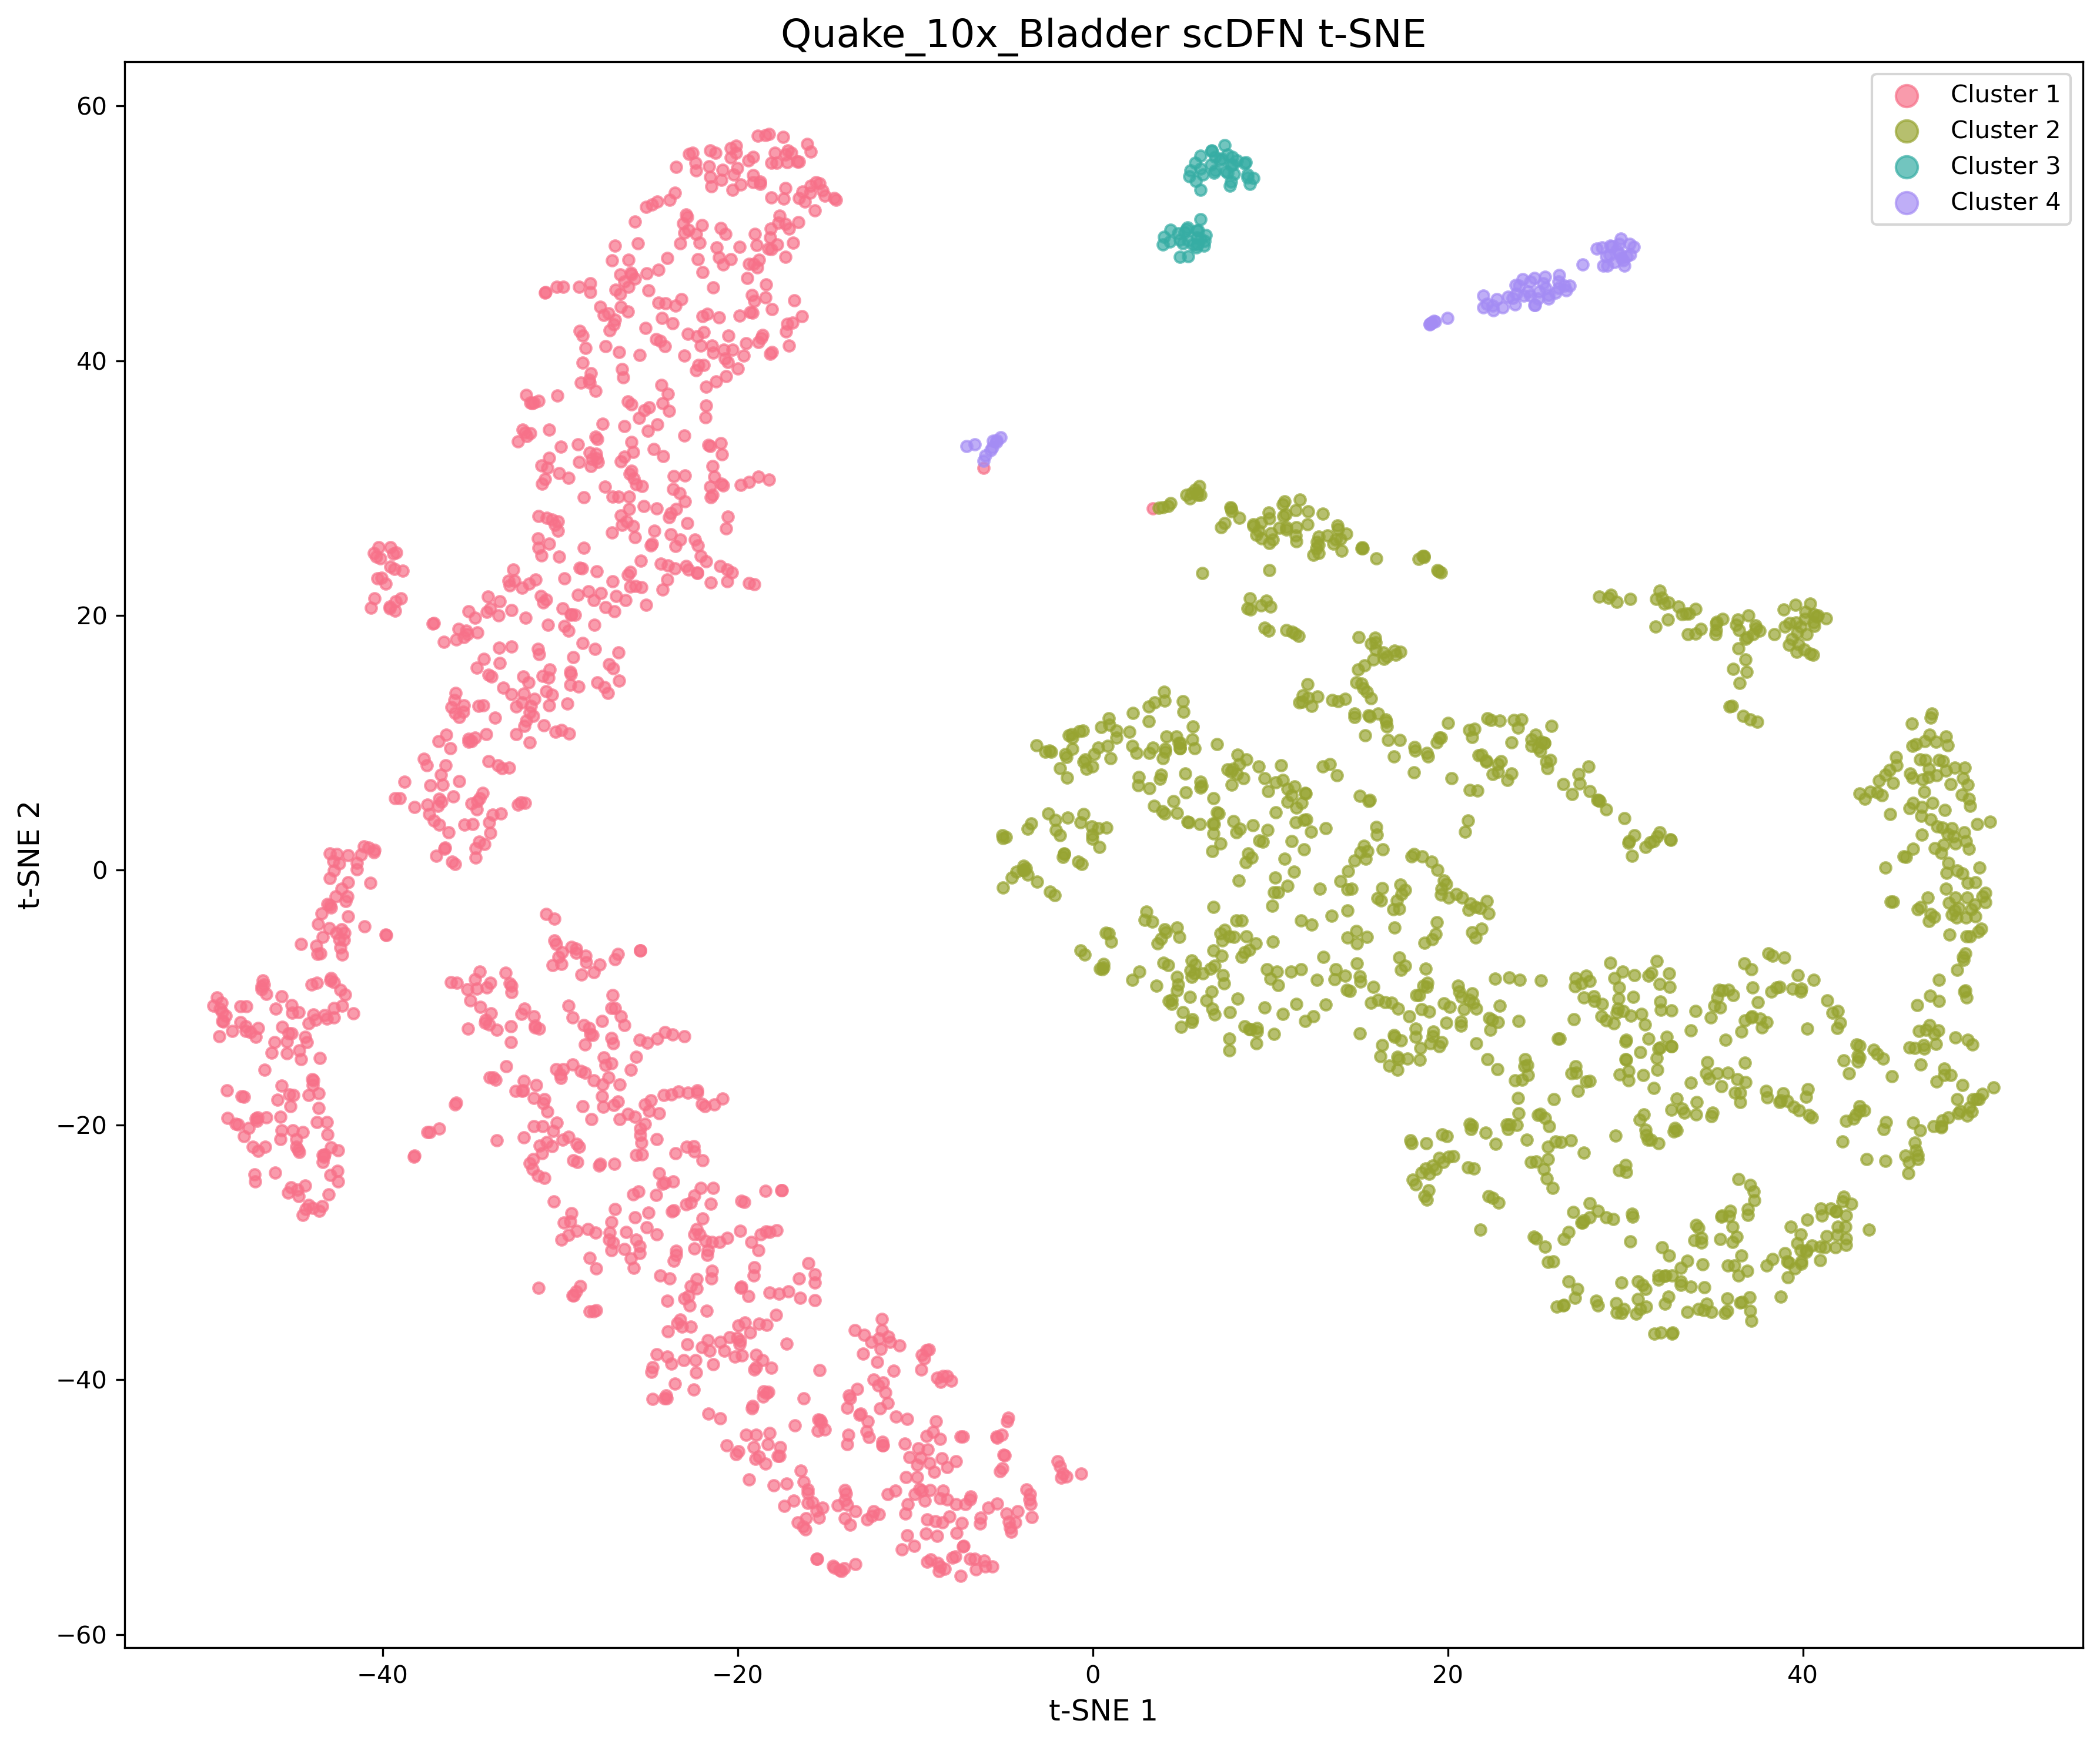 Quake_10x_Bladder scDFN t-SNE
Cluster 1
Cluster 2
Cluster 3
Cluster 4
60
40
20
0
−20
−40
−60
t-SNE 2
−40
−20
0
20
40
t-SNE 1